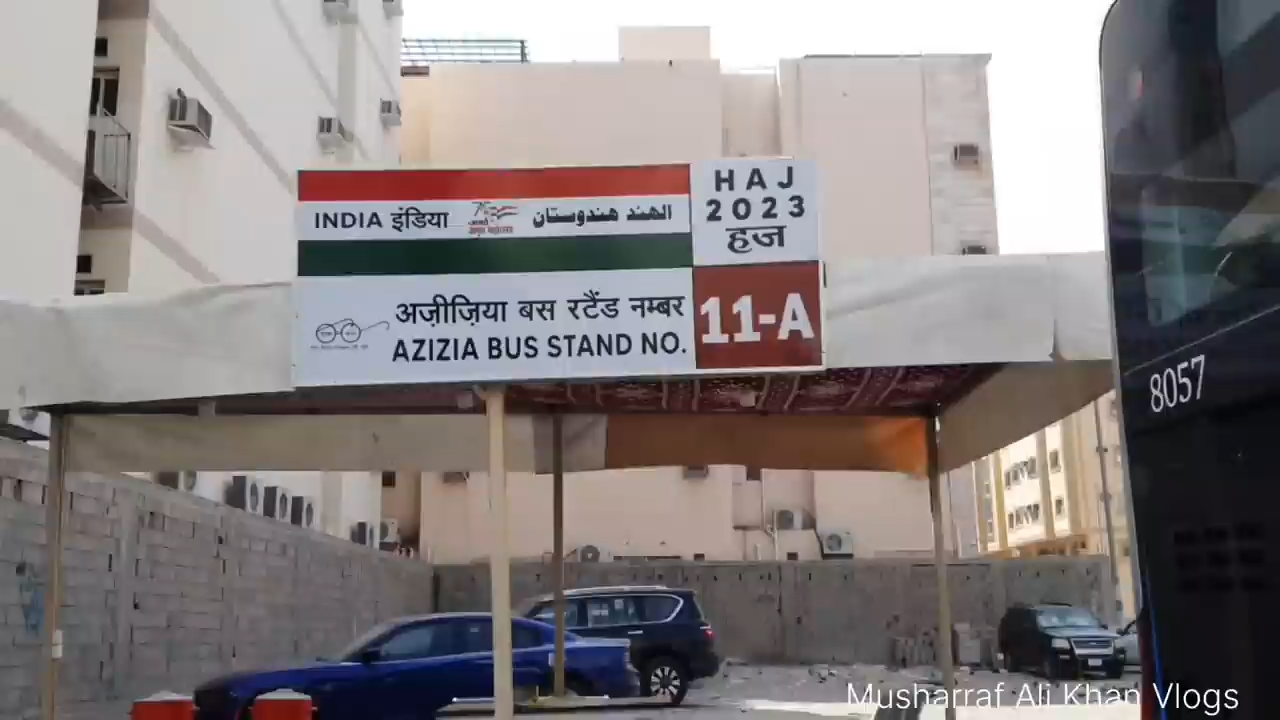 INDIA इंडिया
الهند هندوستان
HAJ
2023
हज
अज़ीज़िया बस स्टैंड नम्बर
AZIZIA BUS STAND NO.
11-A
8057
Musharraf Ali Khan Vlogs